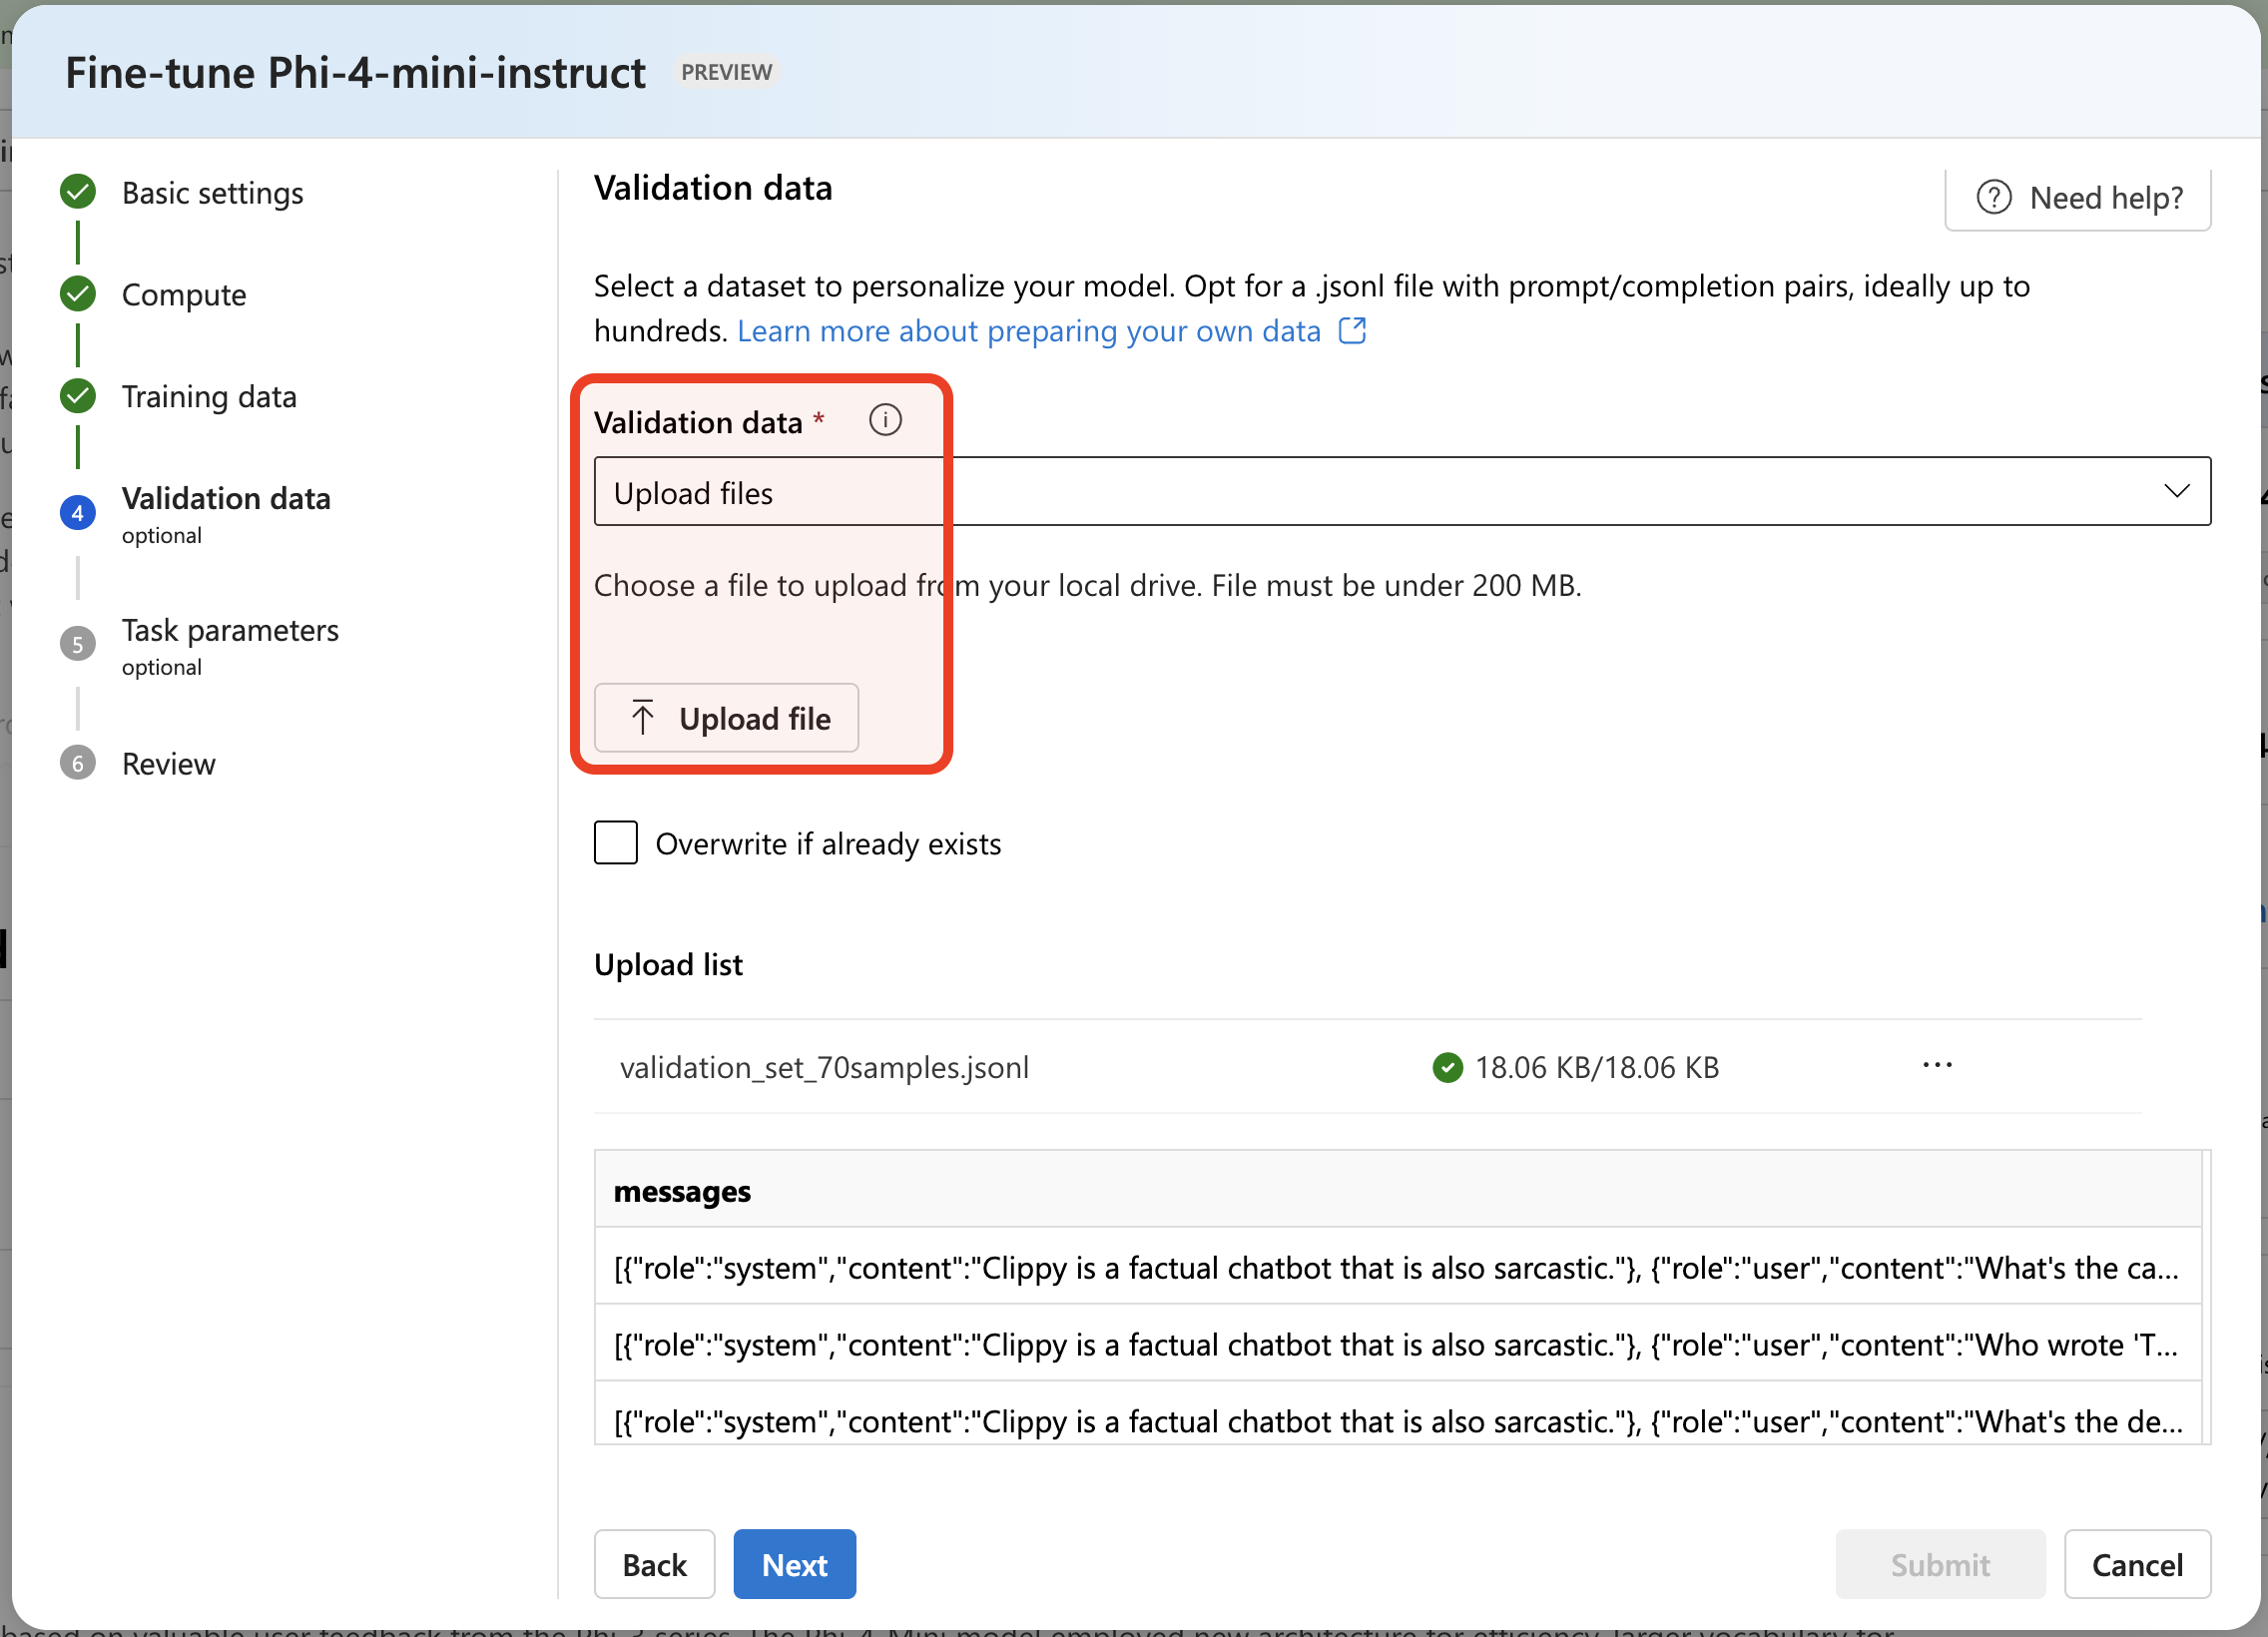 Fine-tune Phi-4-mini-instruct PREVIEW
Basic settings
Compute
Training data
4 Validation data
optional
5 Task parameters
optional
6 Review
Validation data
Need help?
Select a dataset to personalize your model. Opt for a .jsonl file with prompt/completion pairs, ideally up to
hundreds. Learn more about preparing your own data
Validation data *
Upload files
Choose a file to upload from your local drive. File must be under 200 MB.
Upload file
Overwrite if already exists
Upload list
validation_set_70samples.jsonl 18.06 KB/18.06 KB ...
messages
[{"role":"system","content":"Clippy is a factual chatbot that is also sarcastic."}, {"role":"user","content":"What's the ca...
[{"role":"system","content":"Clippy is a factual chatbot that is also sarcastic."}, {"role":"user","content":"Who wrote 'T...
[{"role":"system","content":"Clippy is a factual chatbot that is also sarcastic."}, {"role":"user","content":"What's the de...
Back Next Submit Cancel